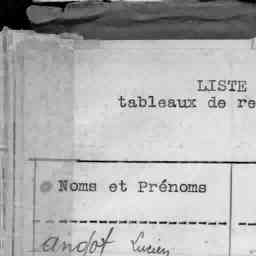 LISTE
tableaux de re
Noms et Prénoms
Andot Lucien